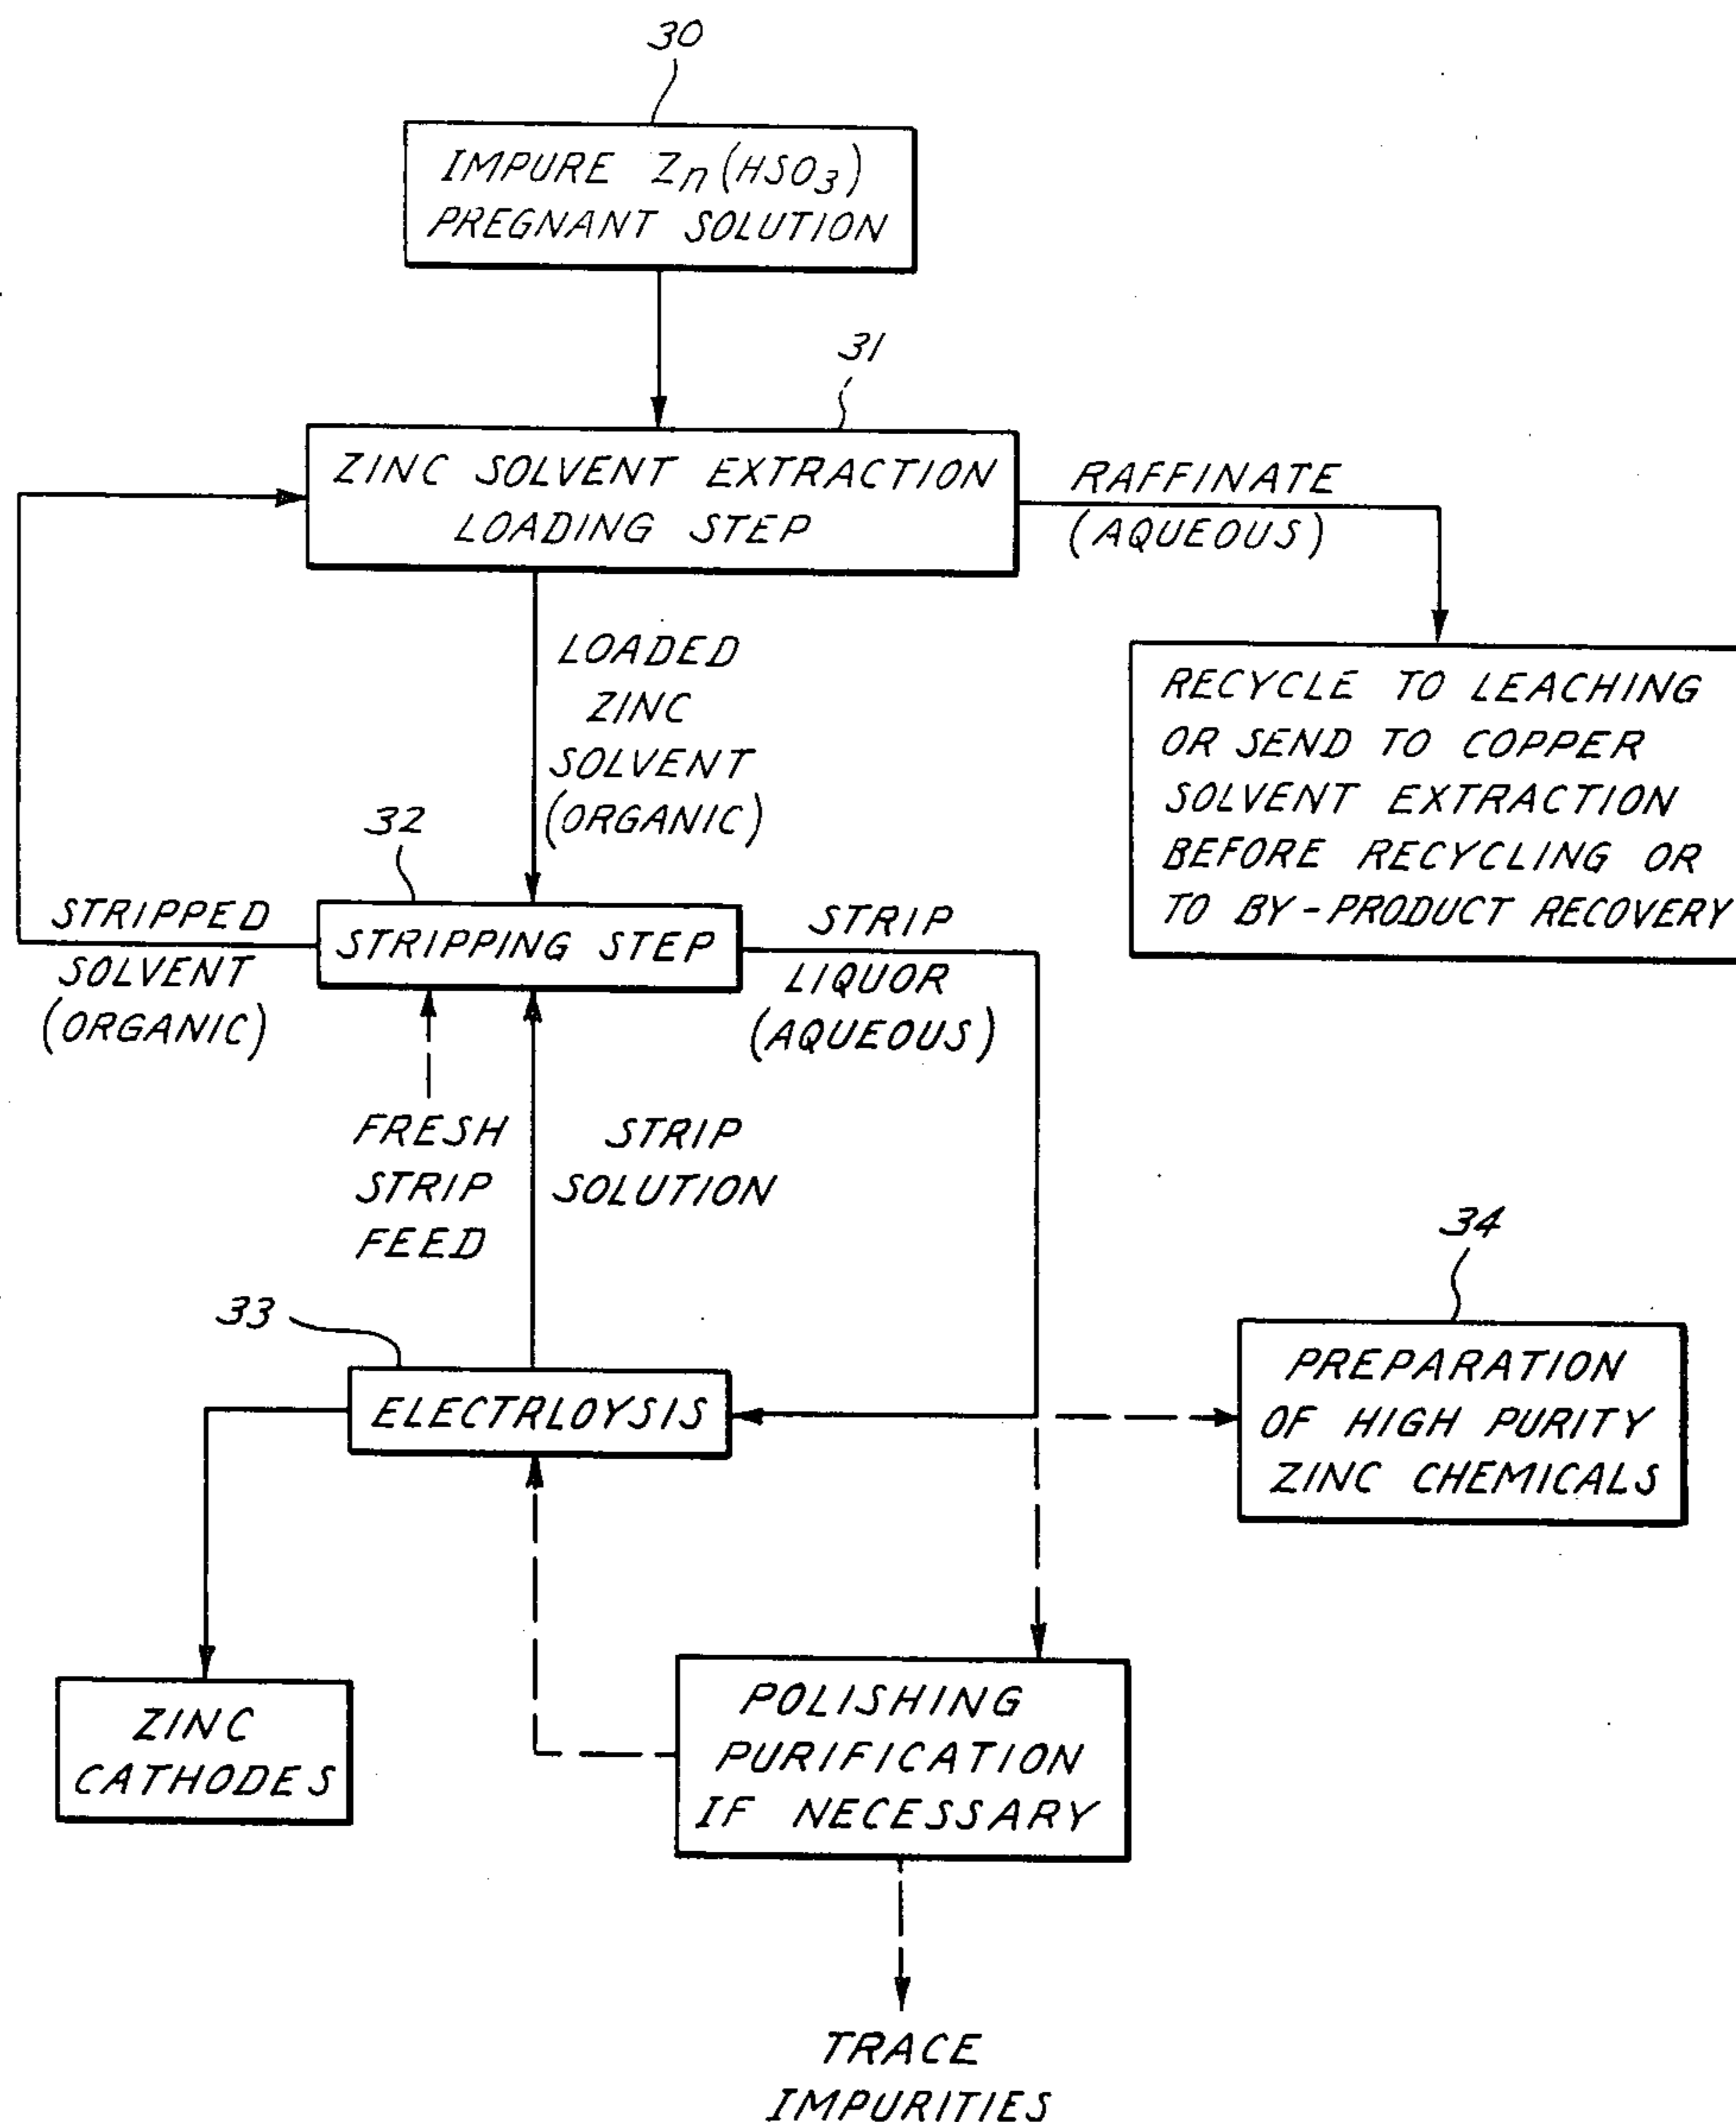 30
IMPURE Zn(HSO3)
PREGNANT SOLUTION
31
ZINC SOLVENT EXTRACTION
LOADING STEP
RAFFINATE
(AQUEOUS)
RECYCLE TO LEACHING
OR SEND TO COPPER
SOLVENT EXTRACTION
BEFORE RECYCLING OR
TO BY-PRODUCT RECOVERY
LOADED
ZINC
SOLVENT
(ORGANIC)
32
STRIPPED
SOLVENT
(ORGANIC)
STRIPPING STEP
STRIP
LIQUOR
(AQUEOUS)
FRESH
STRIP
FEED
STRIP
SOLUTION
33
ELECTRLOYSIS
34
PREPARATION
OF HIGH PURITY
ZINC CHEMICALS
ZINC
CATHODES
POLISHING
PURIFICATION
IF NECESSARY
TRACE
IMPURITIES